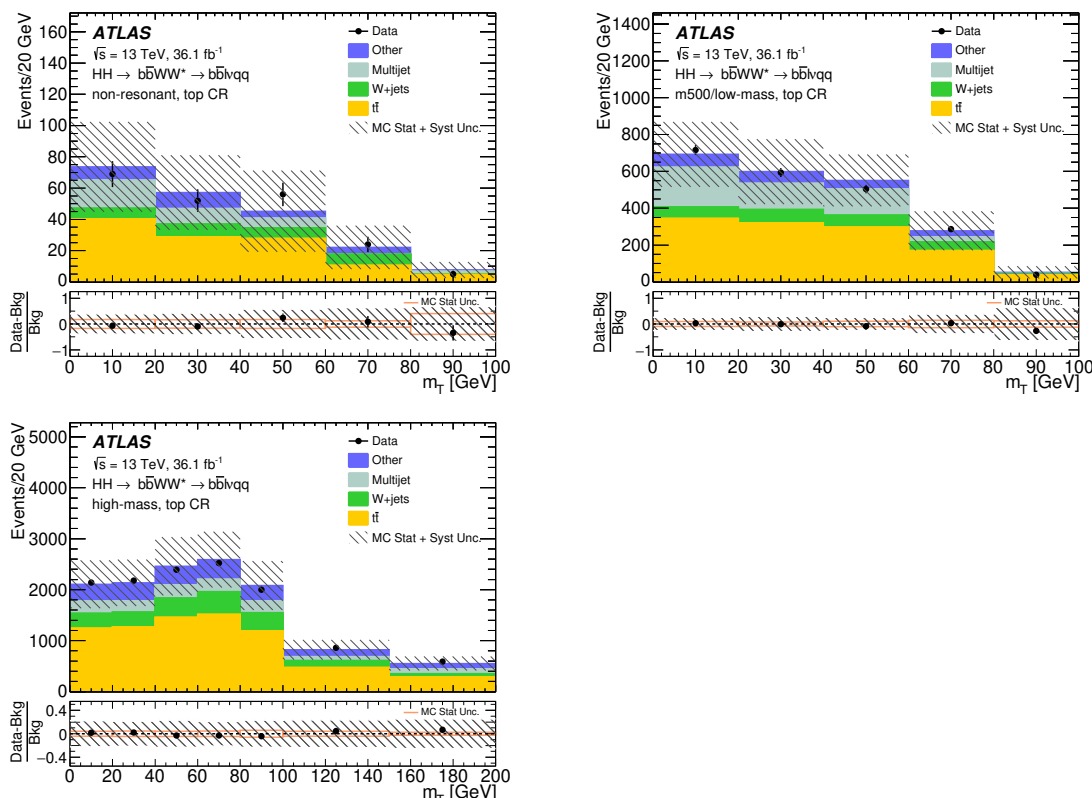 Events/20 GeV
160
140
120
100
80
60
40
20
0
ATLAS
√s = 13 TeV, 36.1 fb⁻¹
HH → bb̄WW* → bb̄lvqq
non-resonant, top CR
Data
Other
Multijet
W+jets
tt̄
MC Stat + Syst Unc.
Data-Bkg
Bkg
1
0
−1
MC Stat Unc.
0 10 20 30 40 50 60 70 80 90 100
m_T [GeV]
Events/20 GeV
1400
1200
1000
800
600
400
200
0
ATLAS
√s = 13 TeV, 36.1 fb⁻¹
HH → bb̄WW* → bb̄lvqq
m500/low-mass, top CR
Data
Other
Multijet
W+jets
tt̄
MC Stat + Syst Unc.
Data-Bkg
Bkg
1
0
−1
MC Stat Unc.
0 10 20 30 40 50 60 70 80 90 100
m_T [GeV]
Events/20 GeV
5000
4000
3000
2000
1000
0
ATLAS
√s = 13 TeV, 36.1 fb⁻¹
HH → bb̄WW* → bb̄lvqq
high-mass, top CR
Data
Other
Multijet
W+jets
tt̄
MC Stat + Syst Unc.
Data-Bkg
Bkg
0.4
0
−0.4
MC Stat Unc.
0 20 40 60 80 100 120 140 160 180 200
m_T [GeV]